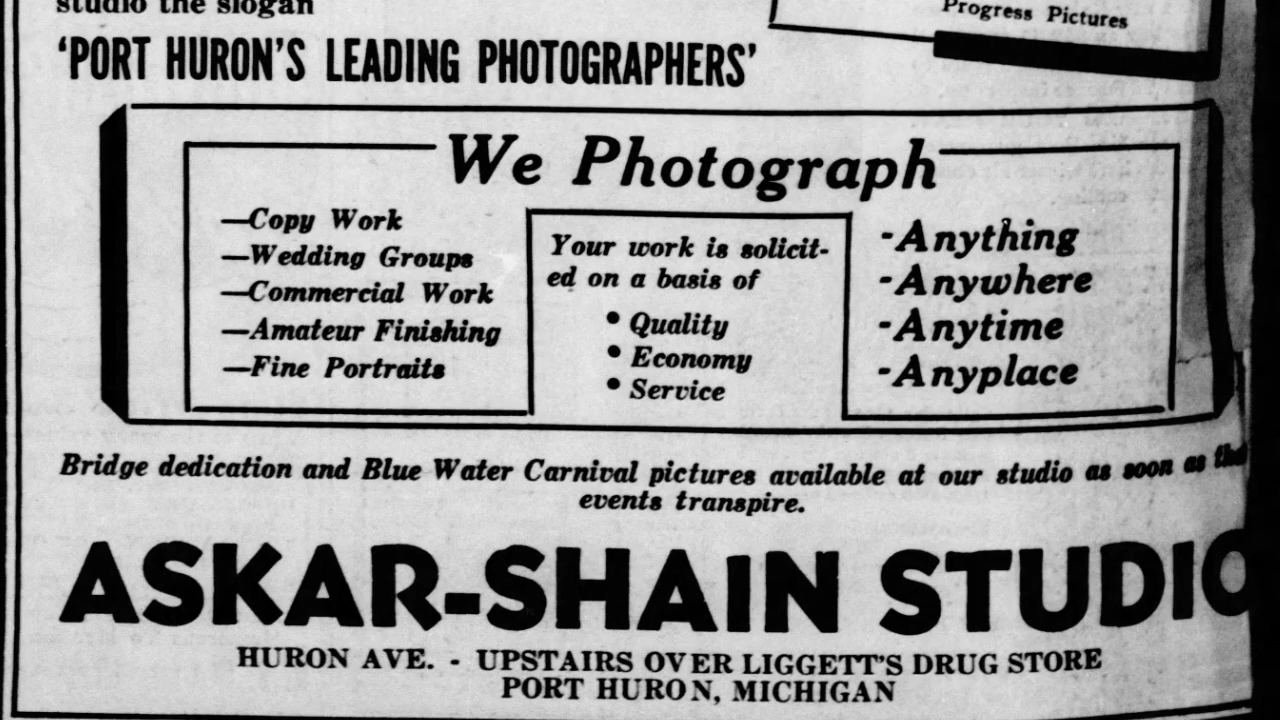 studio the slogan
Progress Pictures
'PORT HURON'S LEADING PHOTOGRAPHERS'
We Photograph
—Copy Work
—Wedding Groups
—Commercial Work
—Amateur Finishing
—Fine Portraits
Your work is solicit-
ed on a basis of
• Quality
• Economy
• Service
-Anything
-Anywhere
-Anytime
-Anyplace
Bridge dedication and Blue Water Carnival pictures available at our studio as soon as the
events transpire.
ASKAR-SHAIN STUDIO
HURON AVE. - UPSTAIRS OVER LIGGETT'S DRUG STORE
PORT HURON, MICHIGAN